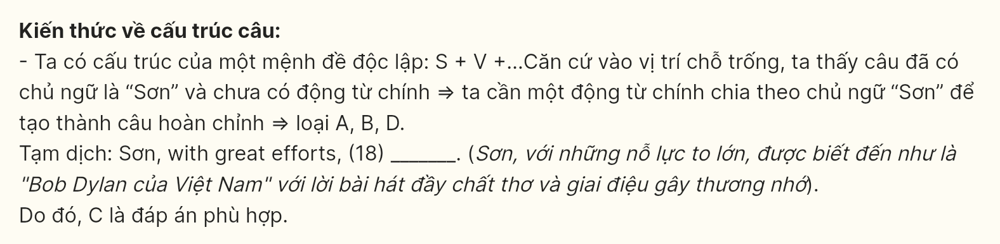 Kiến thức về cấu trúc câu:
- Ta có cấu trúc của một mệnh đề độc lập: S + V +...Căn cứ vào vị trí chỗ trống, ta thấy câu đã có
chủ ngữ là “Sơn” và chưa có động từ chính ⇒ ta cần một động từ chính chia theo chủ ngữ “Sơn” để
tạo thành câu hoàn chỉnh ⇒ loại A, B, D.
Tạm dịch: Sơn, with great efforts, (18) _______. (Sơn, với những nỗ lực to lớn, được biết đến như là
"Bob Dylan của Việt Nam" với lời bài hát đầy chất thơ và giai điệu gây thương nhớ).
Do đó, C là đáp án phù hợp.